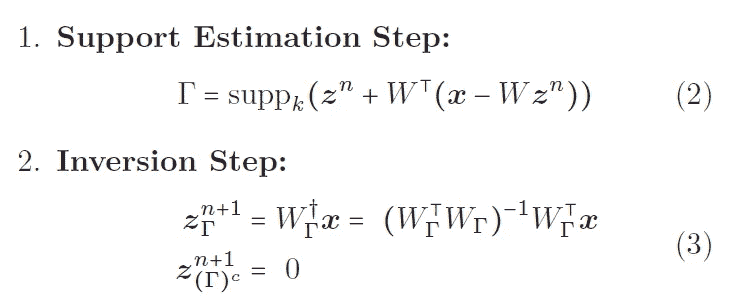 1. Support Estimation Step:
Γ = supp_k(z^n + W^⊤(x − Wz^n)) (2)
2. Inversion Step:
z_Γ^{n+1} = W_Γ^† x = (W_Γ^⊤ W_Γ)^{−1} W_Γ^⊤ x
z_{(Γ)^c}^{n+1} = 0 (3)